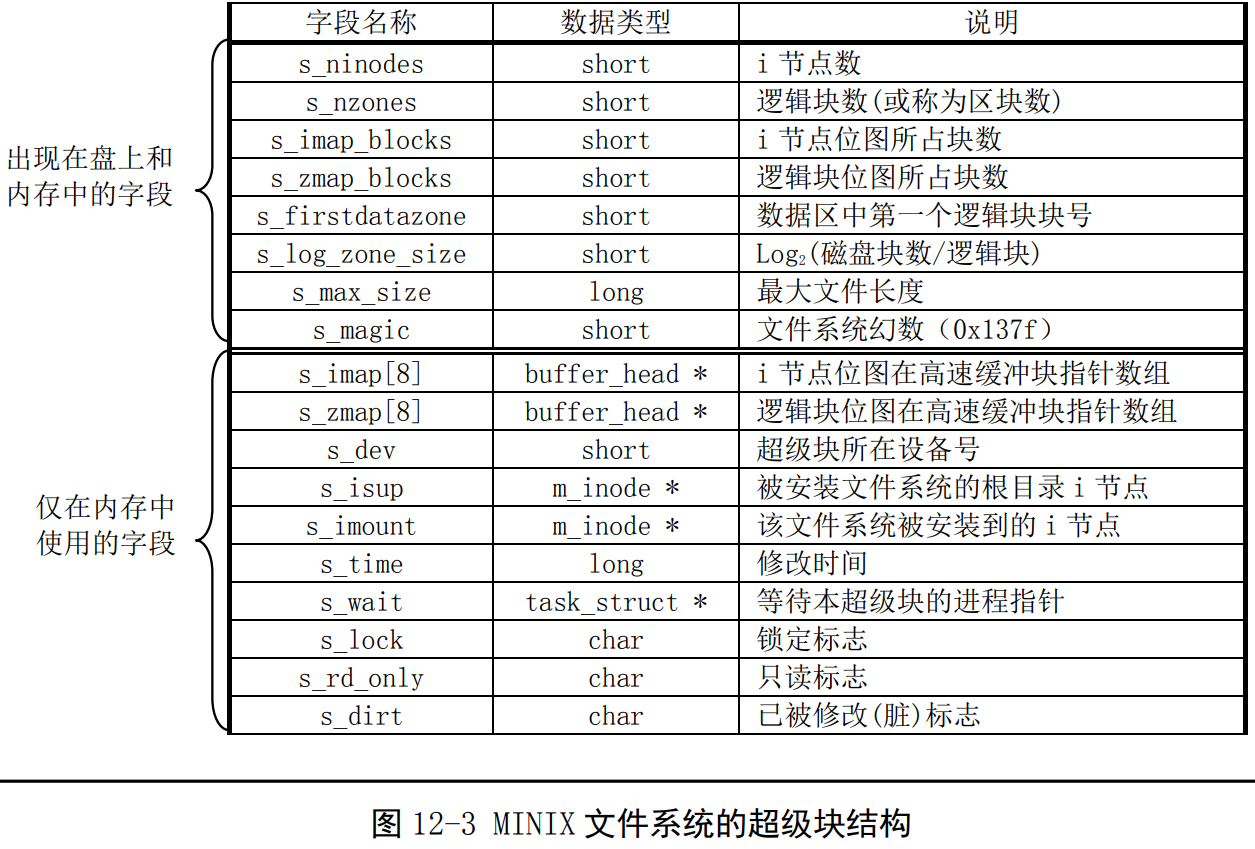 字段名称 数据类型 说明
s_ninodes short i 节点数
s_nzones short 逻辑块数(或称为区块数)
s_imap_blocks short i 节点位图所占块数
s_zmap_blocks short 逻辑块位图所占块数
s_firstdatazone short 数据区中第一个逻辑块块号
s_log_zone_size short Log₂(磁盘块数/逻辑块)
s_max_size long 最大文件长度
s_magic short 文件系统幻数（0x137f）
出现在盘上和
内存中的字段
s_imap[8] buffer_head * i 节点位图在高速缓冲块指针数组
s_zmap[8] buffer_head * 逻辑块位图在高速缓冲块指针数组
s_dev short 超级块所在设备号
s_isup m_inode * 被安装文件系统的根目录 i 节点
s_imount m_inode * 该文件系统被安装到的 i 节点
s_time long 修改时间
s_wait task_struct * 等待本超级块的进程指针
s_lock char 锁定标志
s_rd_only char 只读标志
s_dirt char 已被修改(脏)标志
仅在内存中
使用的字段
图 12-3 MINIX 文件系统的超级块结构